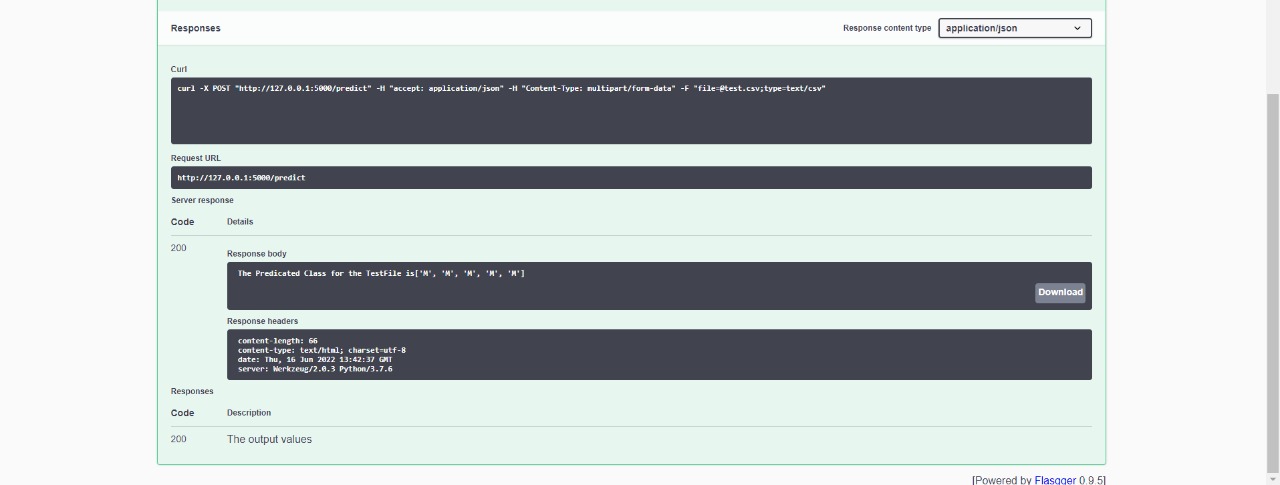 Responses
Response content type application/json
Curl
curl -X POST "http://127.0.0.1:5000/predict" -H "accept: application/json" -H "Content-Type: multipart/form-data" -F "file=@test.csv;type=text/csv"
Request URL
http://127.0.0.1:5000/predict
Server response
Code Details
200
Response body
The Predicated Class for the TestFile is['M', 'M', 'M', 'M', 'M']
Download
Response headers
content-length: 66
content-type: text/html; charset=utf-8
date: Thu, 16 Jun 2022 13:42:37 GMT
server: Werkzeug/2.0.3 Python/3.7.6
Responses
Code Description
200 The output values
[Powered by Flasgger 0.9.5]